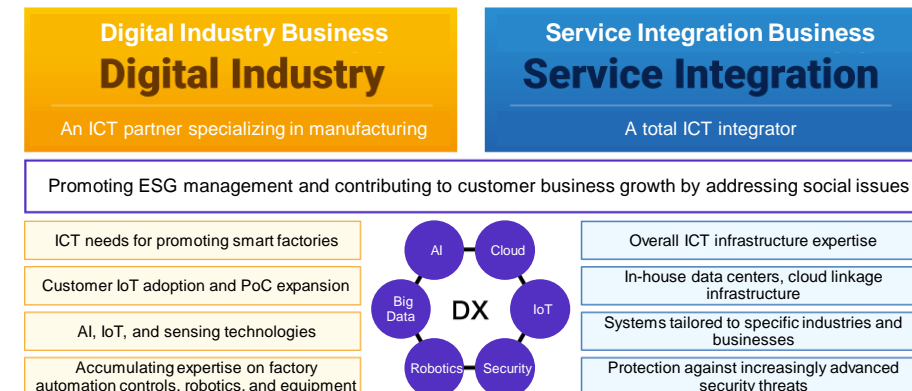 Digital Industry Business
Digital Industry
An ICT partner specializing in manufacturing
Service Integration Business
Service Integration
A total ICT integrator
Promoting ESG management and contributing to customer business growth by addressing social issues
ICT needs for promoting smart factories
Customer IoT adoption and PoC expansion
AI, IoT, and sensing technologies
Accumulating expertise on factory
automation controls, robotics, and equipment
AI
Cloud
Big
Data
DX
IoT
Robotics
Security
Overall ICT infrastructure expertise
In-house data centers, cloud linkage
infrastructure
Systems tailored to specific industries and
businesses
Protection against increasingly advanced
security threats